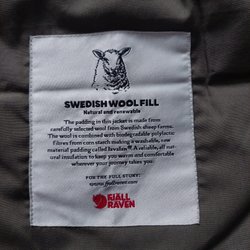 SWEDISH WOOL FILL
Natural and renewable
The padding in this jacket is made from
carefully selected wool from Swedish sheep farms.
The wool is combined with biodegradable polylactic
fibres from corn starch making a washable, raw
material padding called lavalan®. A reliable, all nat-
ural insulation to keep you warm and comfortable
wherever your journey takes you.
FOR THE FULL STORY:
www.fjallraven.com
FJÄLL
RÄVEN